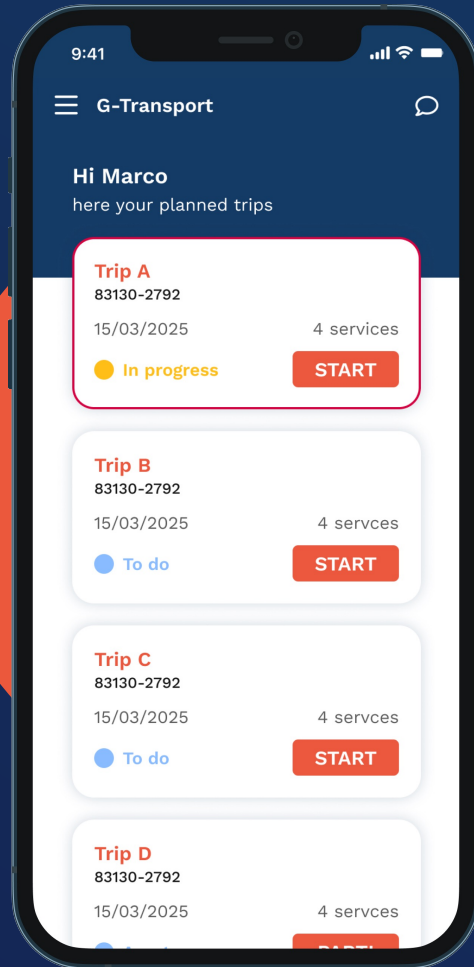 9:41
G-Transport
Hi Marco
here your planned trips
Trip A
83130-2792
15/03/2025 4 services
In progress START
Trip B
83130-2792
15/03/2025 4 servces
To do START
Trip C
83130-2792
15/03/2025 4 servces
To do START
Trip D
83130-2792
15/03/2025 4 servces